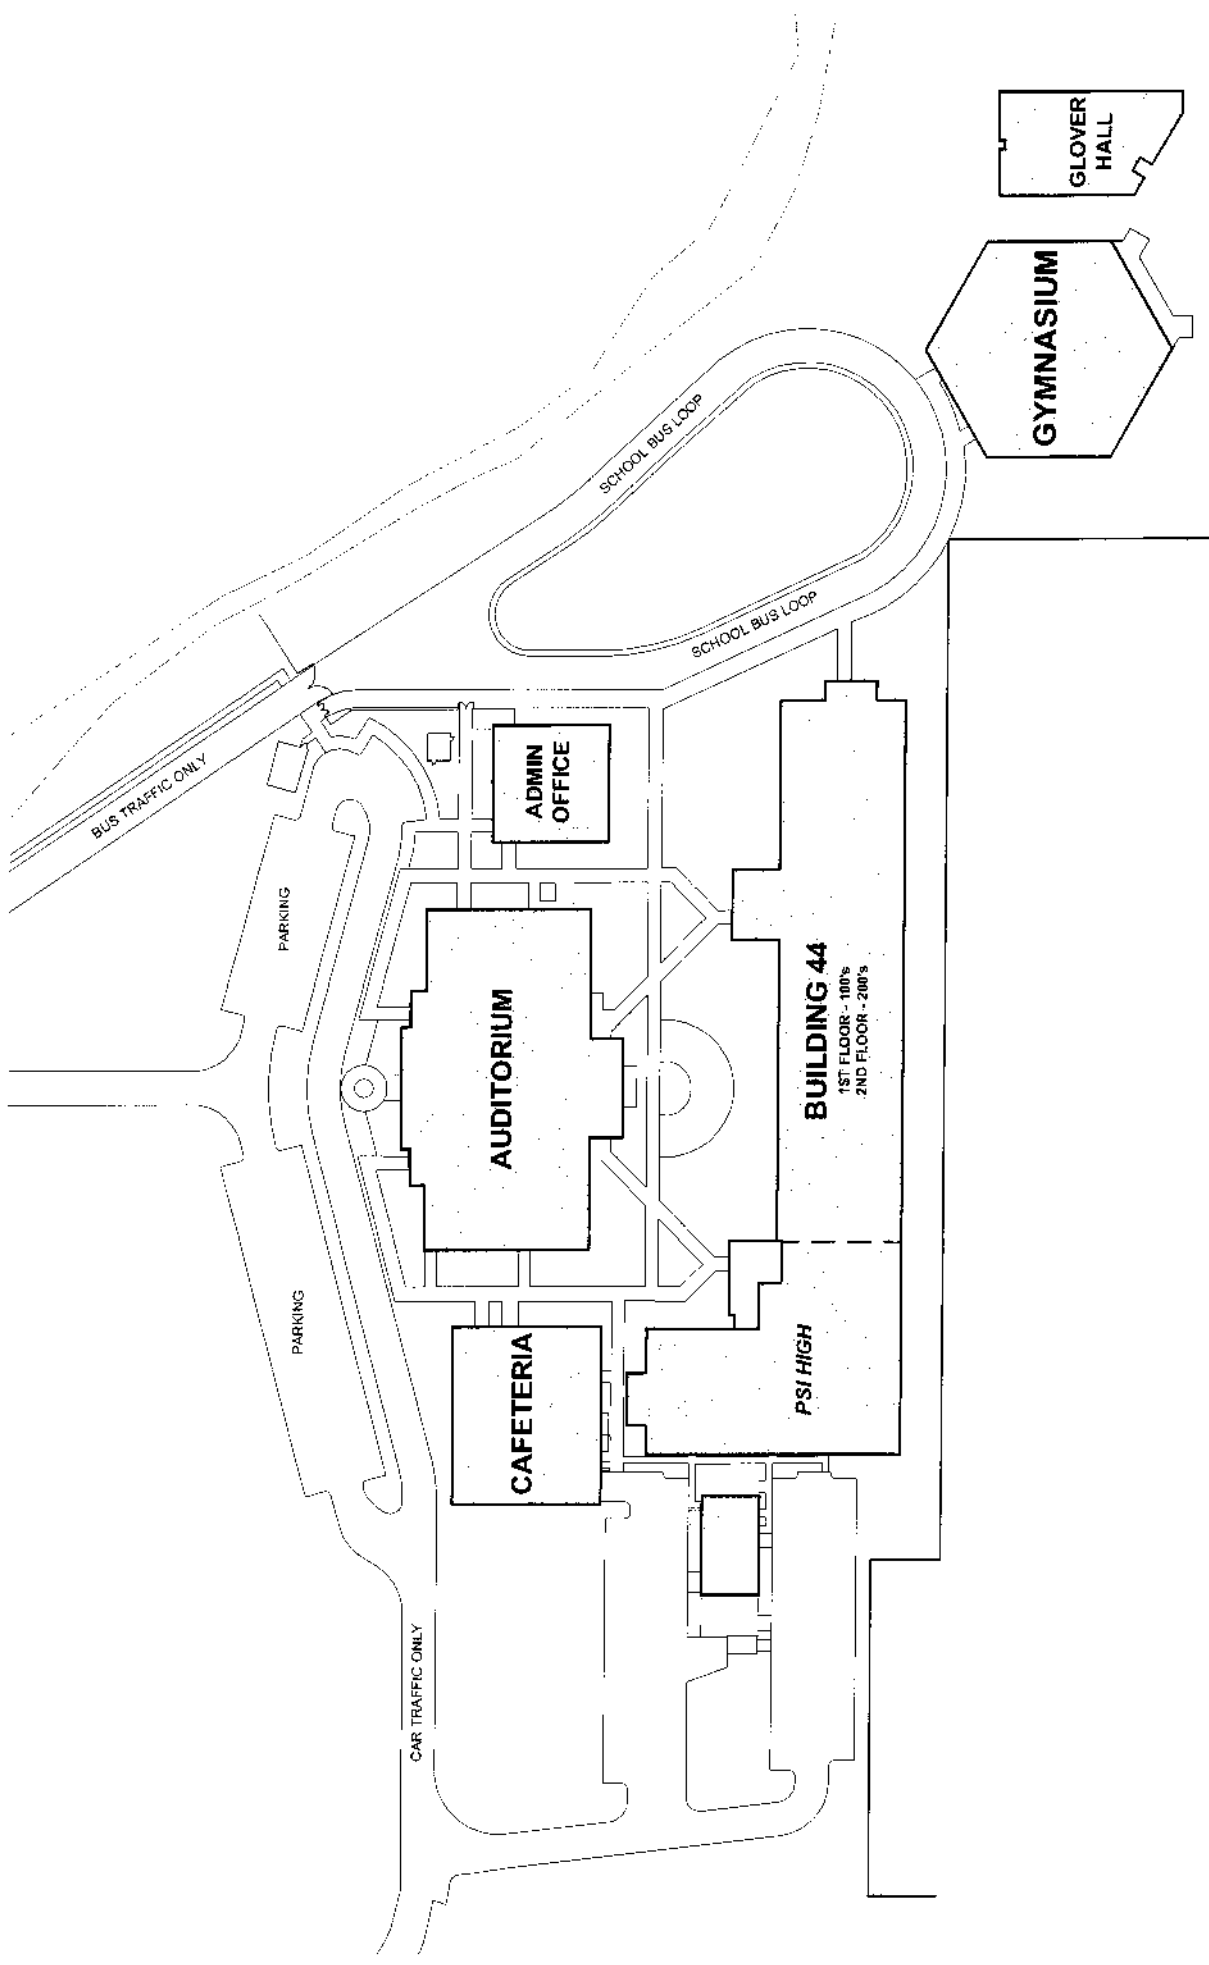 GLOVER
HALL
GYMNASIUM
SCHOOL BUS LOOP
SCHOOL BUS LOOP
BUS TRAFFIC ONLY
ADMIN
OFFICE
PARKING
AUDITORIUM
BUILDING 44
1ST FLOOR - 100's
2ND FLOOR - 200's
PARKING
CAFETERIA
PSI HIGH
CAR TRAFFIC ONLY